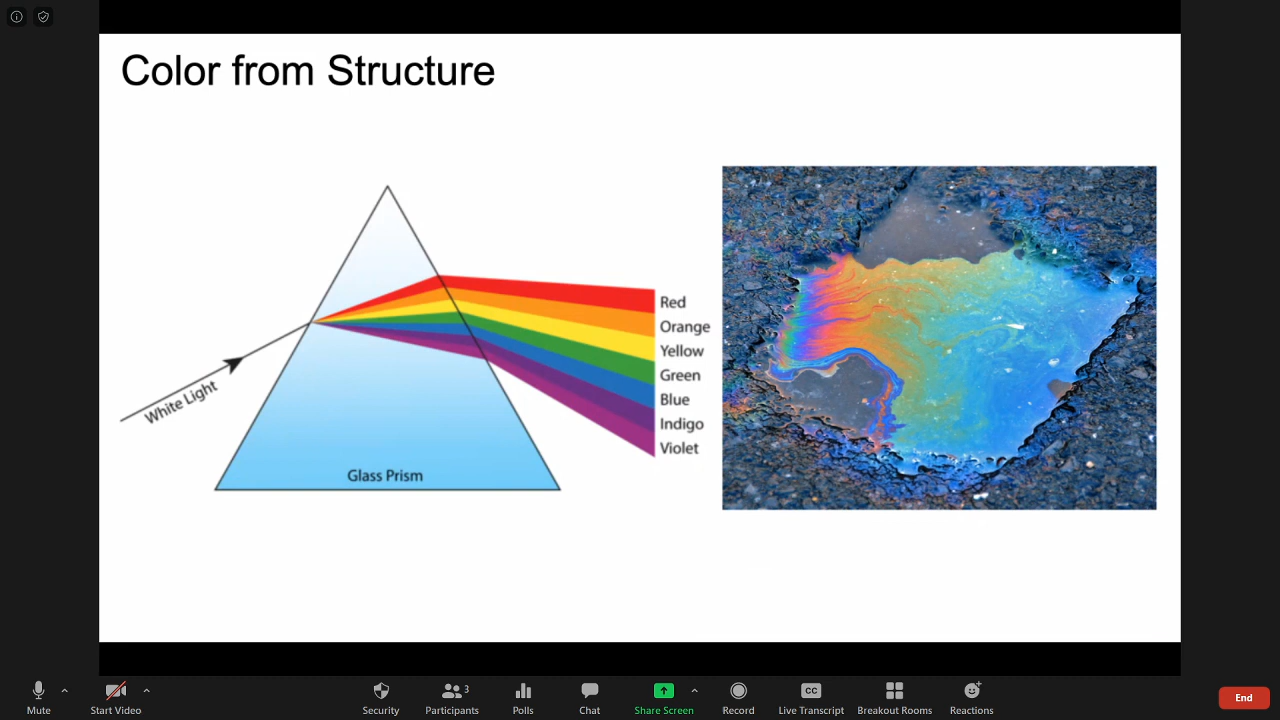 Color from Structure
White Light
Glass Prism
Red
Orange
Yellow
Green
Blue
Indigo
Violet
Mute
Start Video
Security
3
Participants
Polls
Chat
Share Screen
Record
CC
Live Transcript
Breakout Rooms
Reactions
End